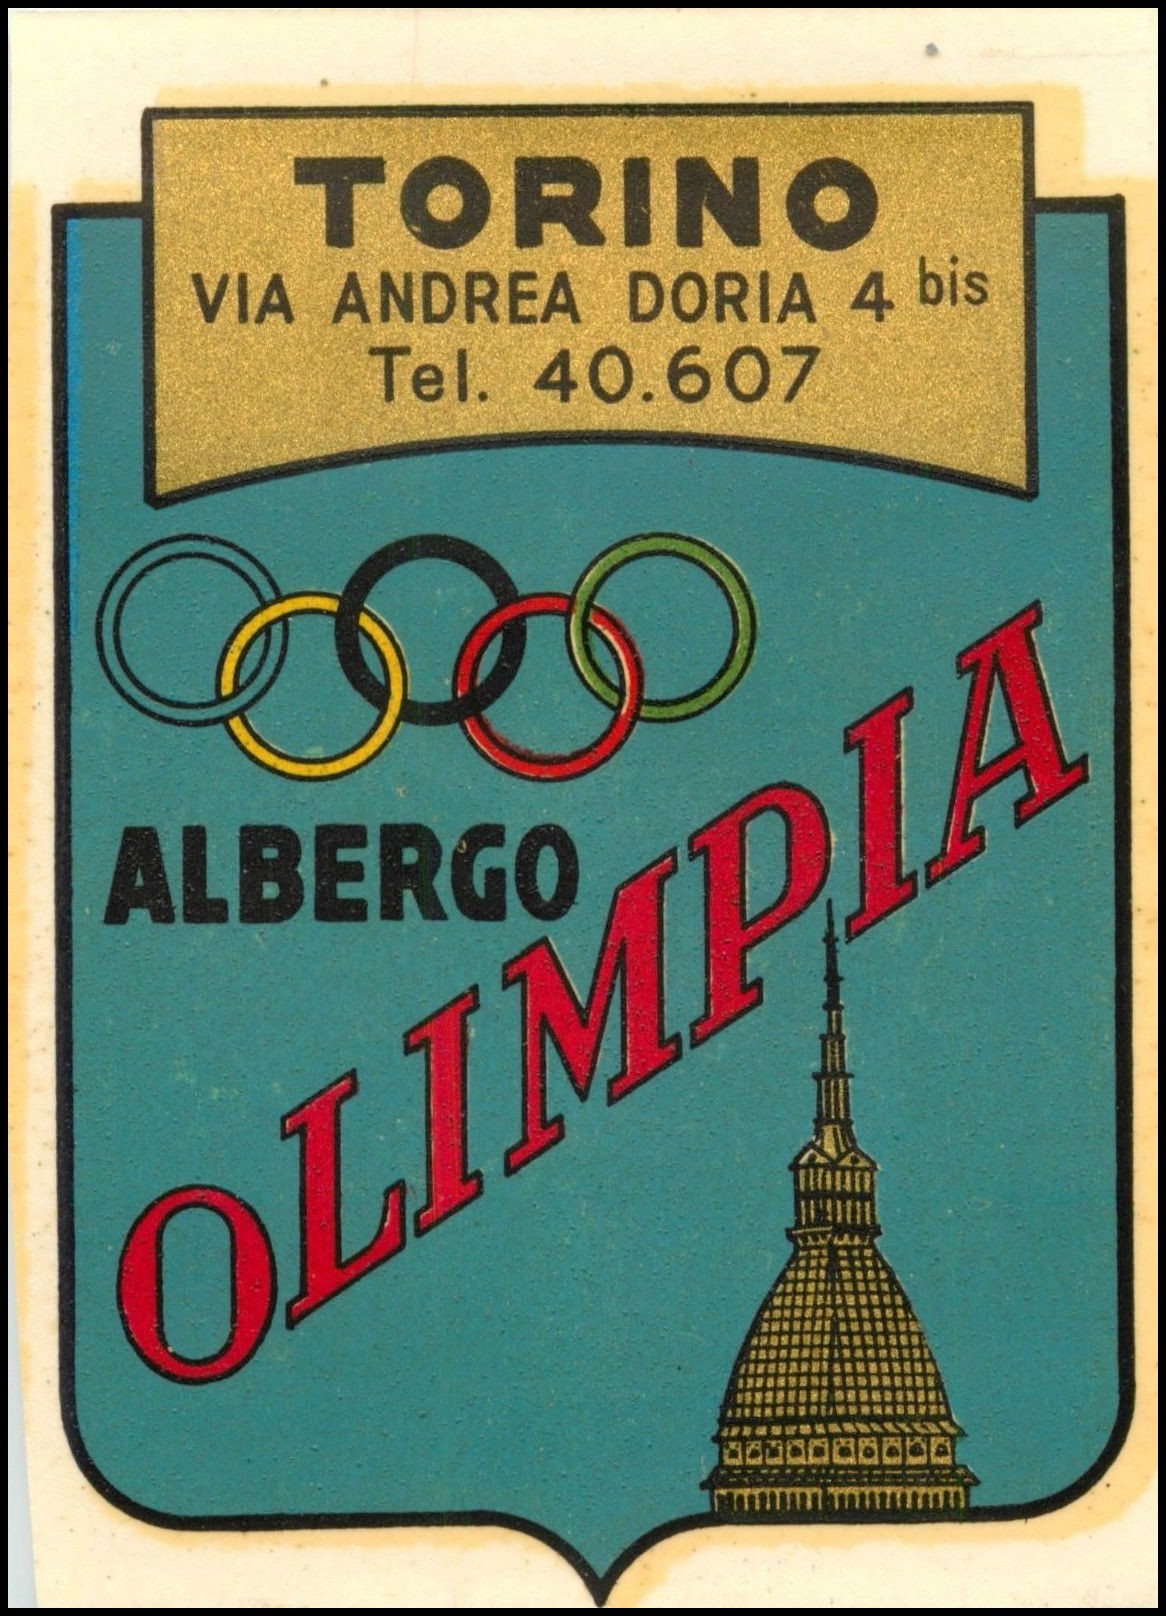 TORINO
VIA ANDREA DORIA 4 bis
Tel. 40.607
ALBERGO
OLIMPIA